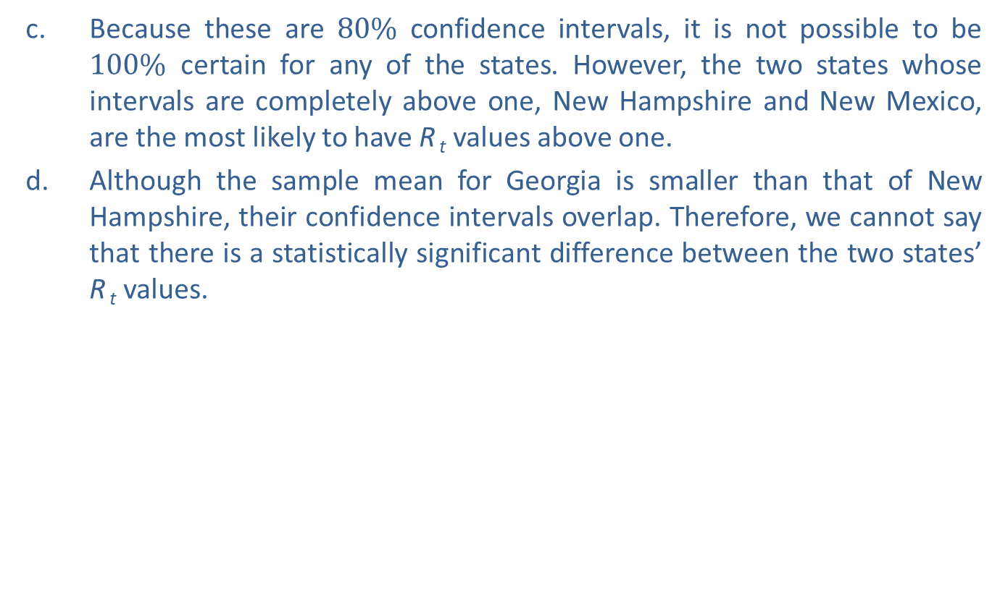 c. Because these are 80% confidence intervals, it is not possible to be
100% certain for any of the states. However, the two states whose
intervals are completely above one, New Hampshire and New Mexico,
are the most likely to have R t values above one.
d. Although the sample mean for Georgia is smaller than that of New
Hampshire, their confidence intervals overlap. Therefore, we cannot say
that there is a statistically significant difference between the two states’
R t values.